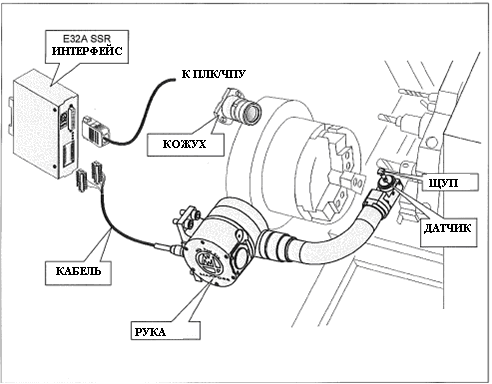 E32A SSR
ИНТЕРФЕЙС
К ПЛК/ЧПУ
КОЖУХ
ЩУП
ДАТЧИК
КАБЕЛЬ
РУКА